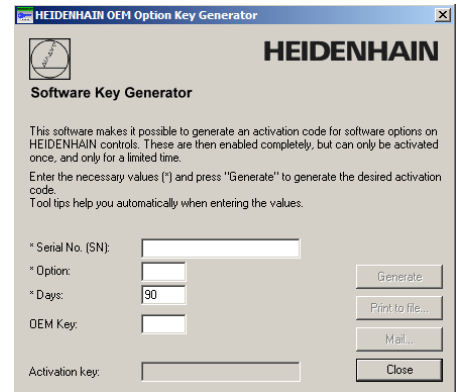 HEIDENHAIN OEM Option Key Generator
HEIDENHAIN
Software Key Generator
This software makes it possible to generate an activation code for software options on
HEIDENHAIN controls. These are then enabled completely, but can only be activated
once, and only for a limited time.
Enter the necessary values (*) and press "Generate" to generate the desired activation
code.
Tool tips help you automatically when entering the values.
* Serial No. (SN):
* Option:
Generate
* Days: 90
Print to file...
OEM Key:
Mail...
Activation key:
Close